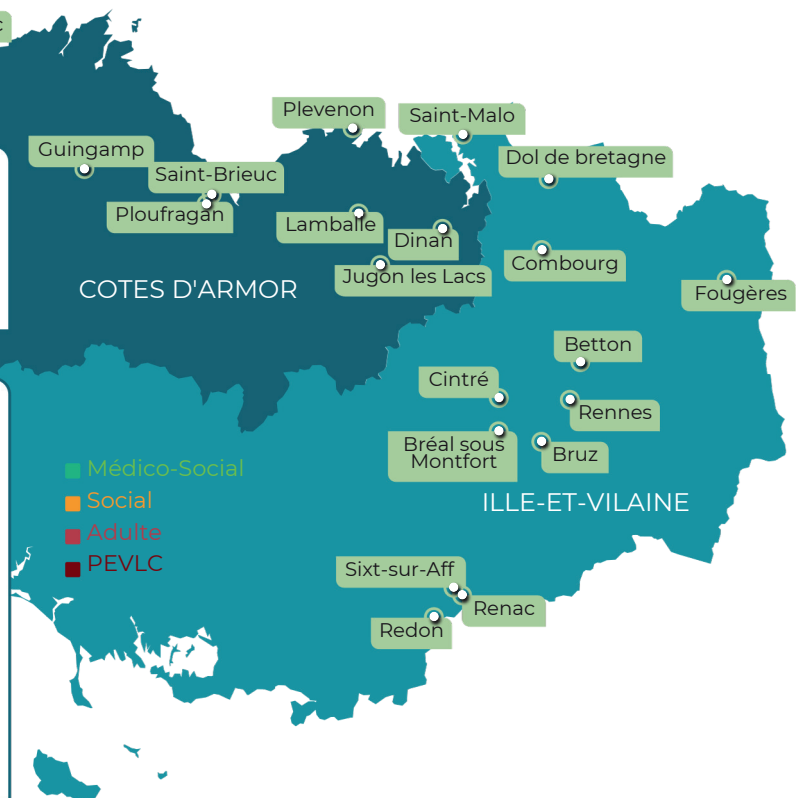 c
Plevenon
Saint-Malo
Guingamp
Dol de bretagne
Saint-Brieuc
Ploufragan
Lamballe
Dinan
Combourg
Jugon les Lacs
COTES D'ARMOR
Fougères
Betton
Cintré
Rennes
Bréal sous
Montfort
Bruz
Médico-Social
Social
Adulte
PEVLC
ILLE-ET-VILAINE
Sixt-sur-Aff
Renac
Redon